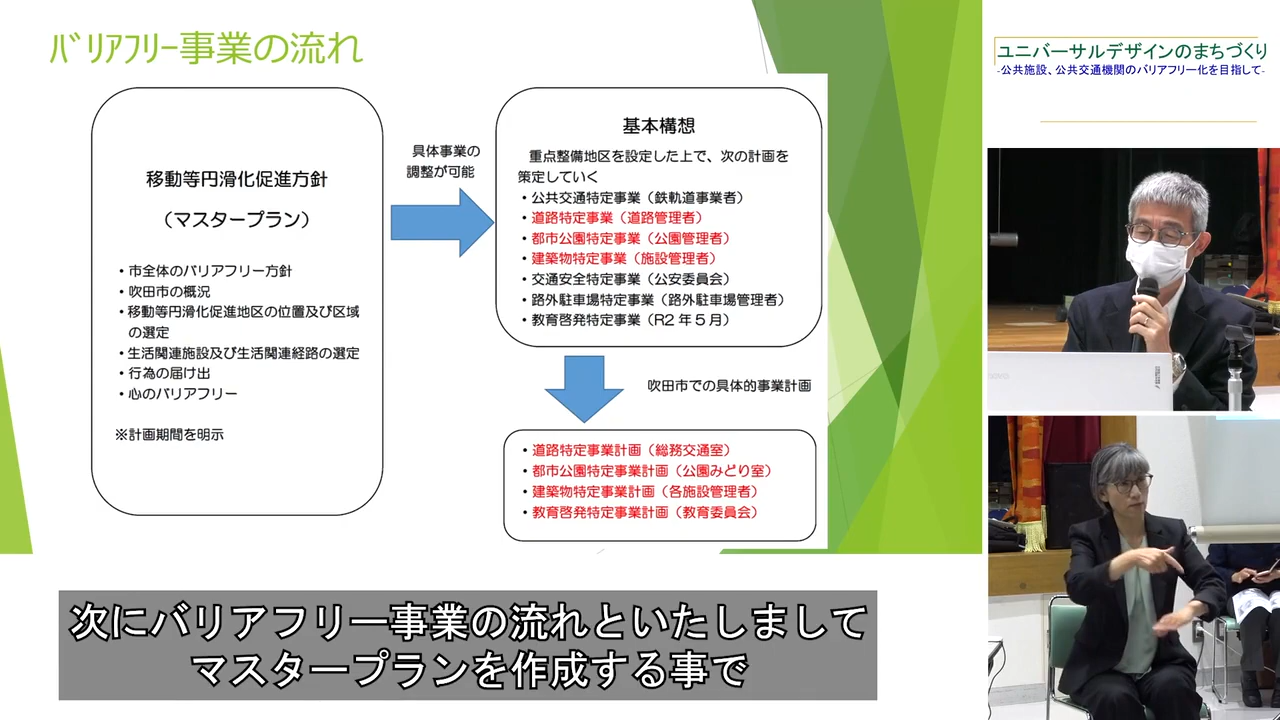 ﾊﾞﾘｱﾌﾘｰ事業の流れ
移動等円滑化促進方針
（マスタープラン）
・市全体のバリアフリー方針
・吹田市の概況
・移動等円滑化促進地区の位置及び区域
の選定
・生活関連施設及び生活関連経路の選定
・行為の届け出
・心のバリアフリー
※計画期間を明示
具体事業の
調整が可能
基本構想
重点整備地区を設定した上で、次の計画を
策定していく
・公共交通特定事業（鉄軌道事業者）
・道路特定事業（道路管理者）
・都市公園特定事業（公園管理者）
・建築物特定事業（施設管理者）
・交通安全特定事業（公安委員会）
・路外駐車場特定事業（路外駐車場管理者）
・教育啓発特定事業（R2年5月）
吹田市での具体的事業計画
・道路特定事業計画（総務交通室）
・都市公園特定事業計画（公園みどり室）
・建築物特定事業計画（各施設管理者）
・教育啓発特定事業計画（教育委員会）
ユニバーサルデザインのまちづくり
-公共施設、公共交通機関のバリアフリー化を目指して-
次にバリアフリー事業の流れといたしまして
マスタープランを作成する事で